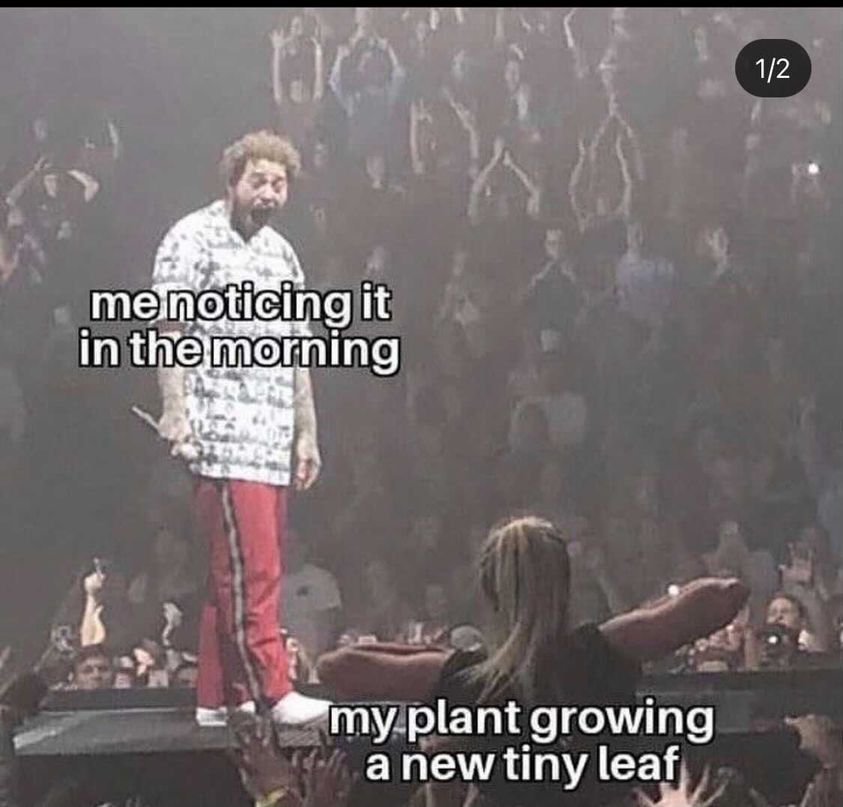 1/2
me noticing it
in the morning
my plant growing
a new tiny leaf